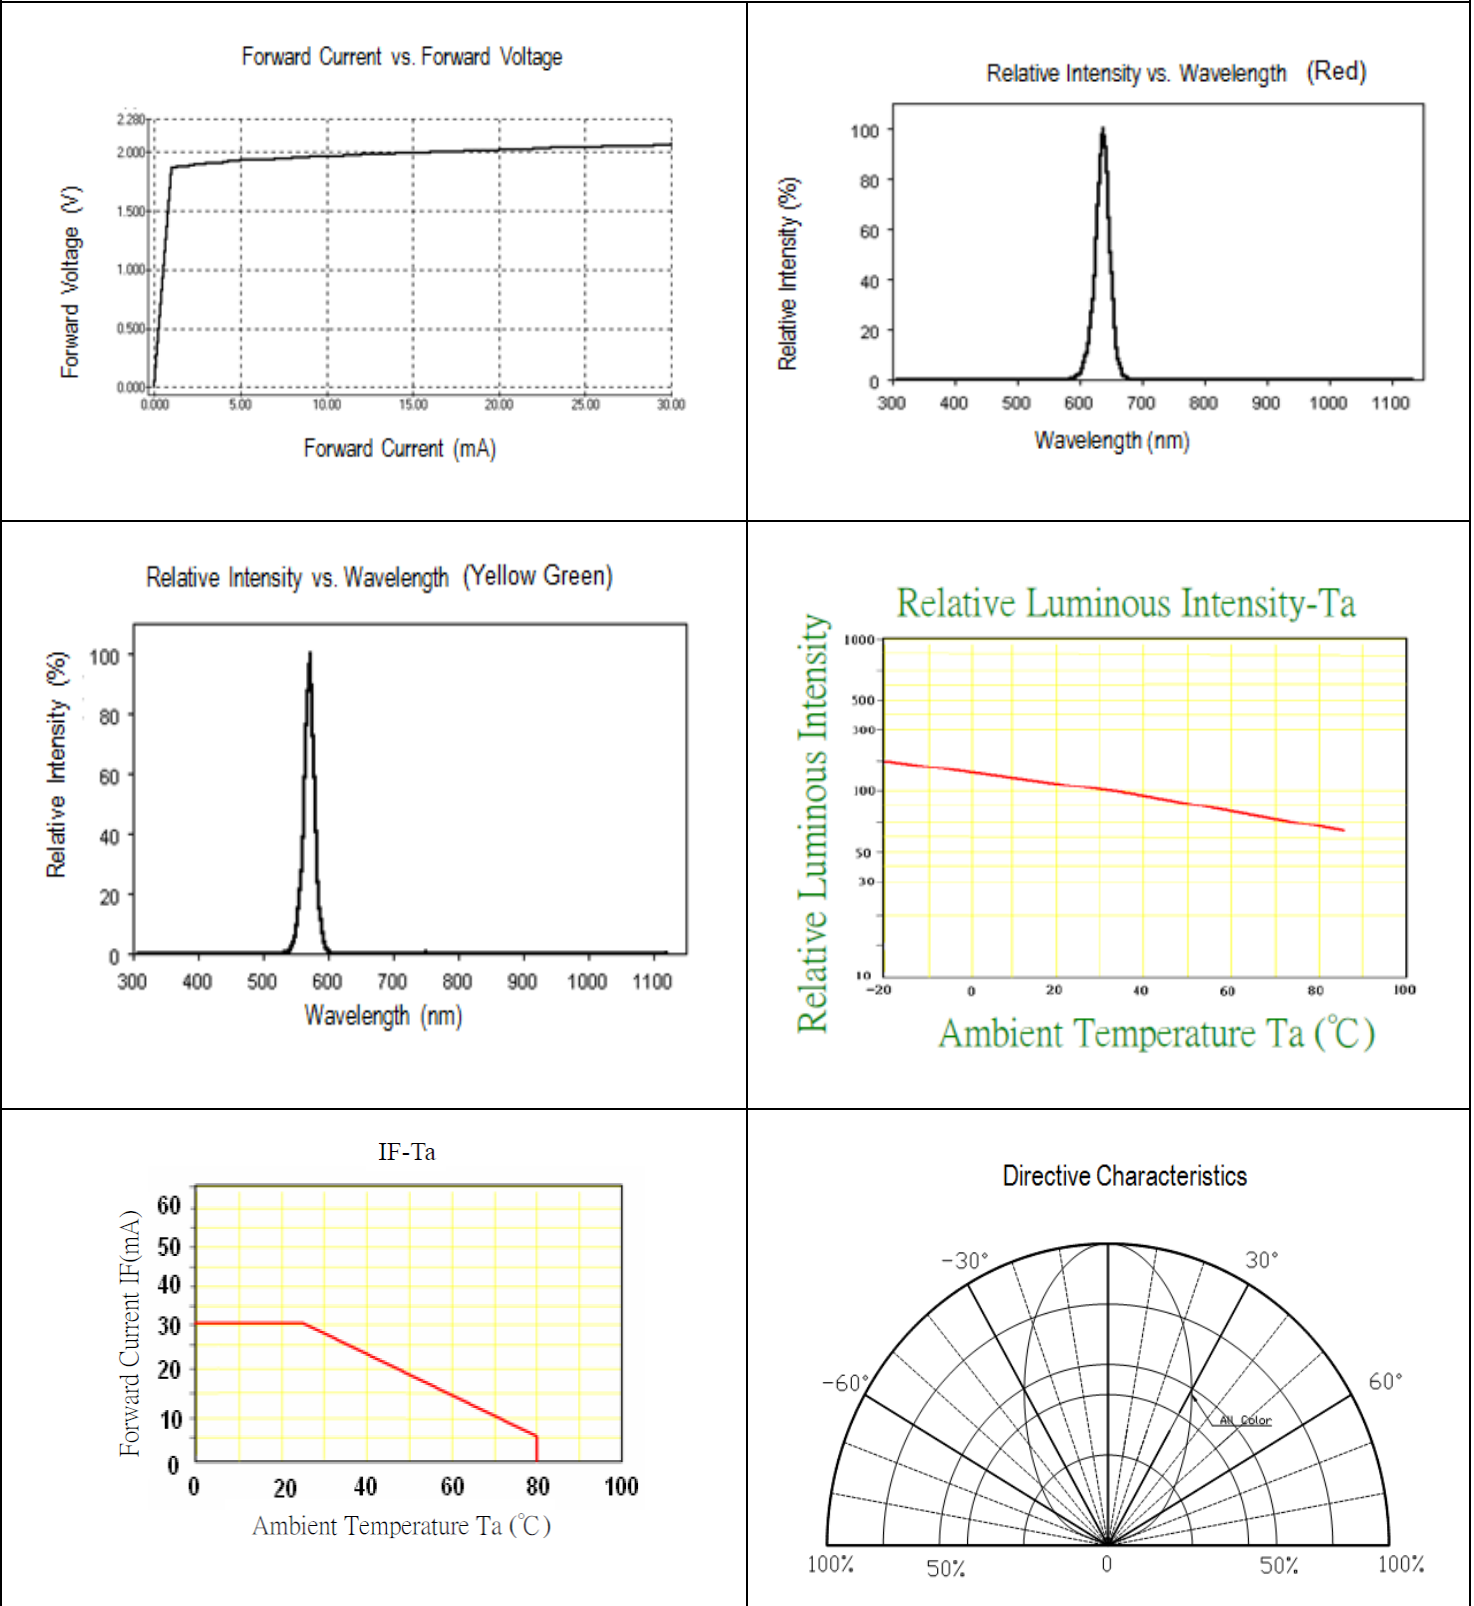 Forward Current vs. Forward Voltage
2.280
2.000
1.500
1.000
0.500
0.000
0.000 5.00 10.00 15.00 20.00 25.00 30.00
Forward Voltage (V)
Forward Current (mA)
Relative Intensity vs. Wavelength (Red)
100
80
60
40
20
0
300 400 500 600 700 800 900 1000 1100
Relative Intensity (%)
Wavelength (nm)
Relative Intensity vs. Wavelength (Yellow Green)
100
80
60
40
20
0
300 400 500 600 700 800 900 1000 1100
Relative Intensity (%)
Wavelength (nm)
Relative Luminous Intensity-Ta
1000
500
300
100
50
30
10
-20 0 20 40 60 80 100
Relative Luminous Intensity
Ambient Temperature Ta (℃)
IF-Ta
60
50
40
30
20
10
0
0 20 40 60 80 100
Forward Current IF(mA)
Ambient Temperature Ta (℃)
Directive Characteristics
-30° 30°
-60° 60°
All Color
100% 50% 0 50% 100%